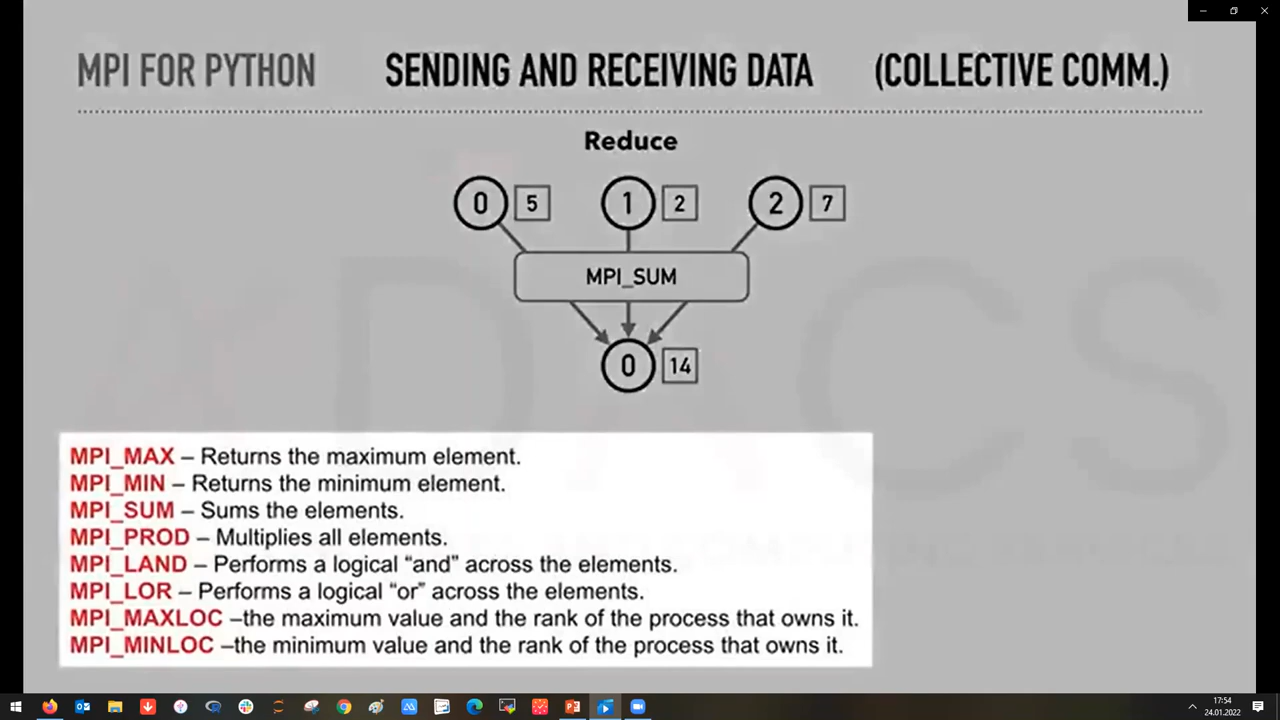 MPI FOR PYTHON SENDING AND RECEIVING DATA (COLLECTIVE COMM.)
Reduce
0 5 1 2 2 7
MPI_SUM
0 14
MPI_MAX – Returns the maximum element.
MPI_MIN – Returns the minimum element.
MPI_SUM – Sums the elements.
MPI_PROD – Multiplies all elements.
MPI_LAND – Performs a logical “and” across the elements.
MPI_LOR – Performs a logical “or” across the elements.
MPI_MAXLOC –the maximum value and the rank of the process that owns it.
MPI_MINLOC –the minimum value and the rank of the process that owns it.
17:54
24.01.2022